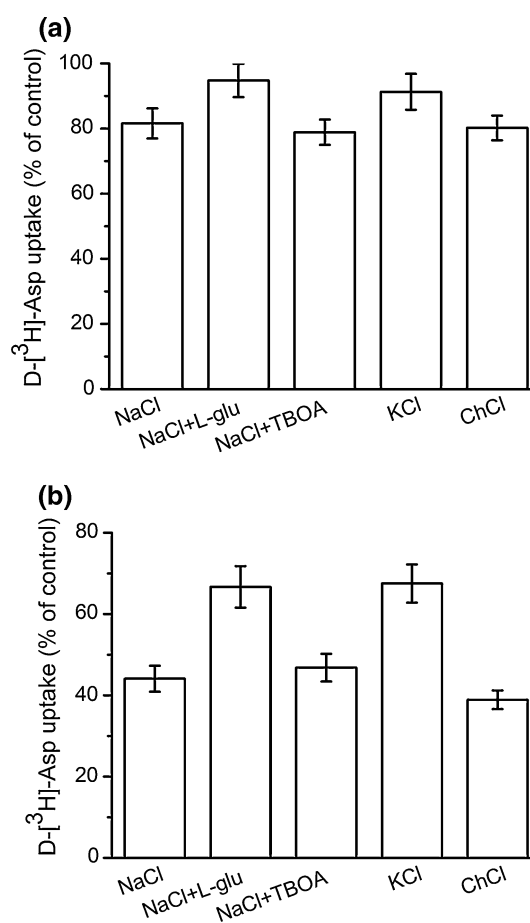 (a)
D-[³H]-Asp uptake (% of control)
100
80
60
40
20
0
NaCl
NaCl+L-glu
NaCl+TBOA
KCl
ChCl
(b)
D-[³H]-Asp uptake (% of control)
80
60
40
20
0
NaCl
NaCl+L-glu
NaCl+TBOA
KCl
ChCl